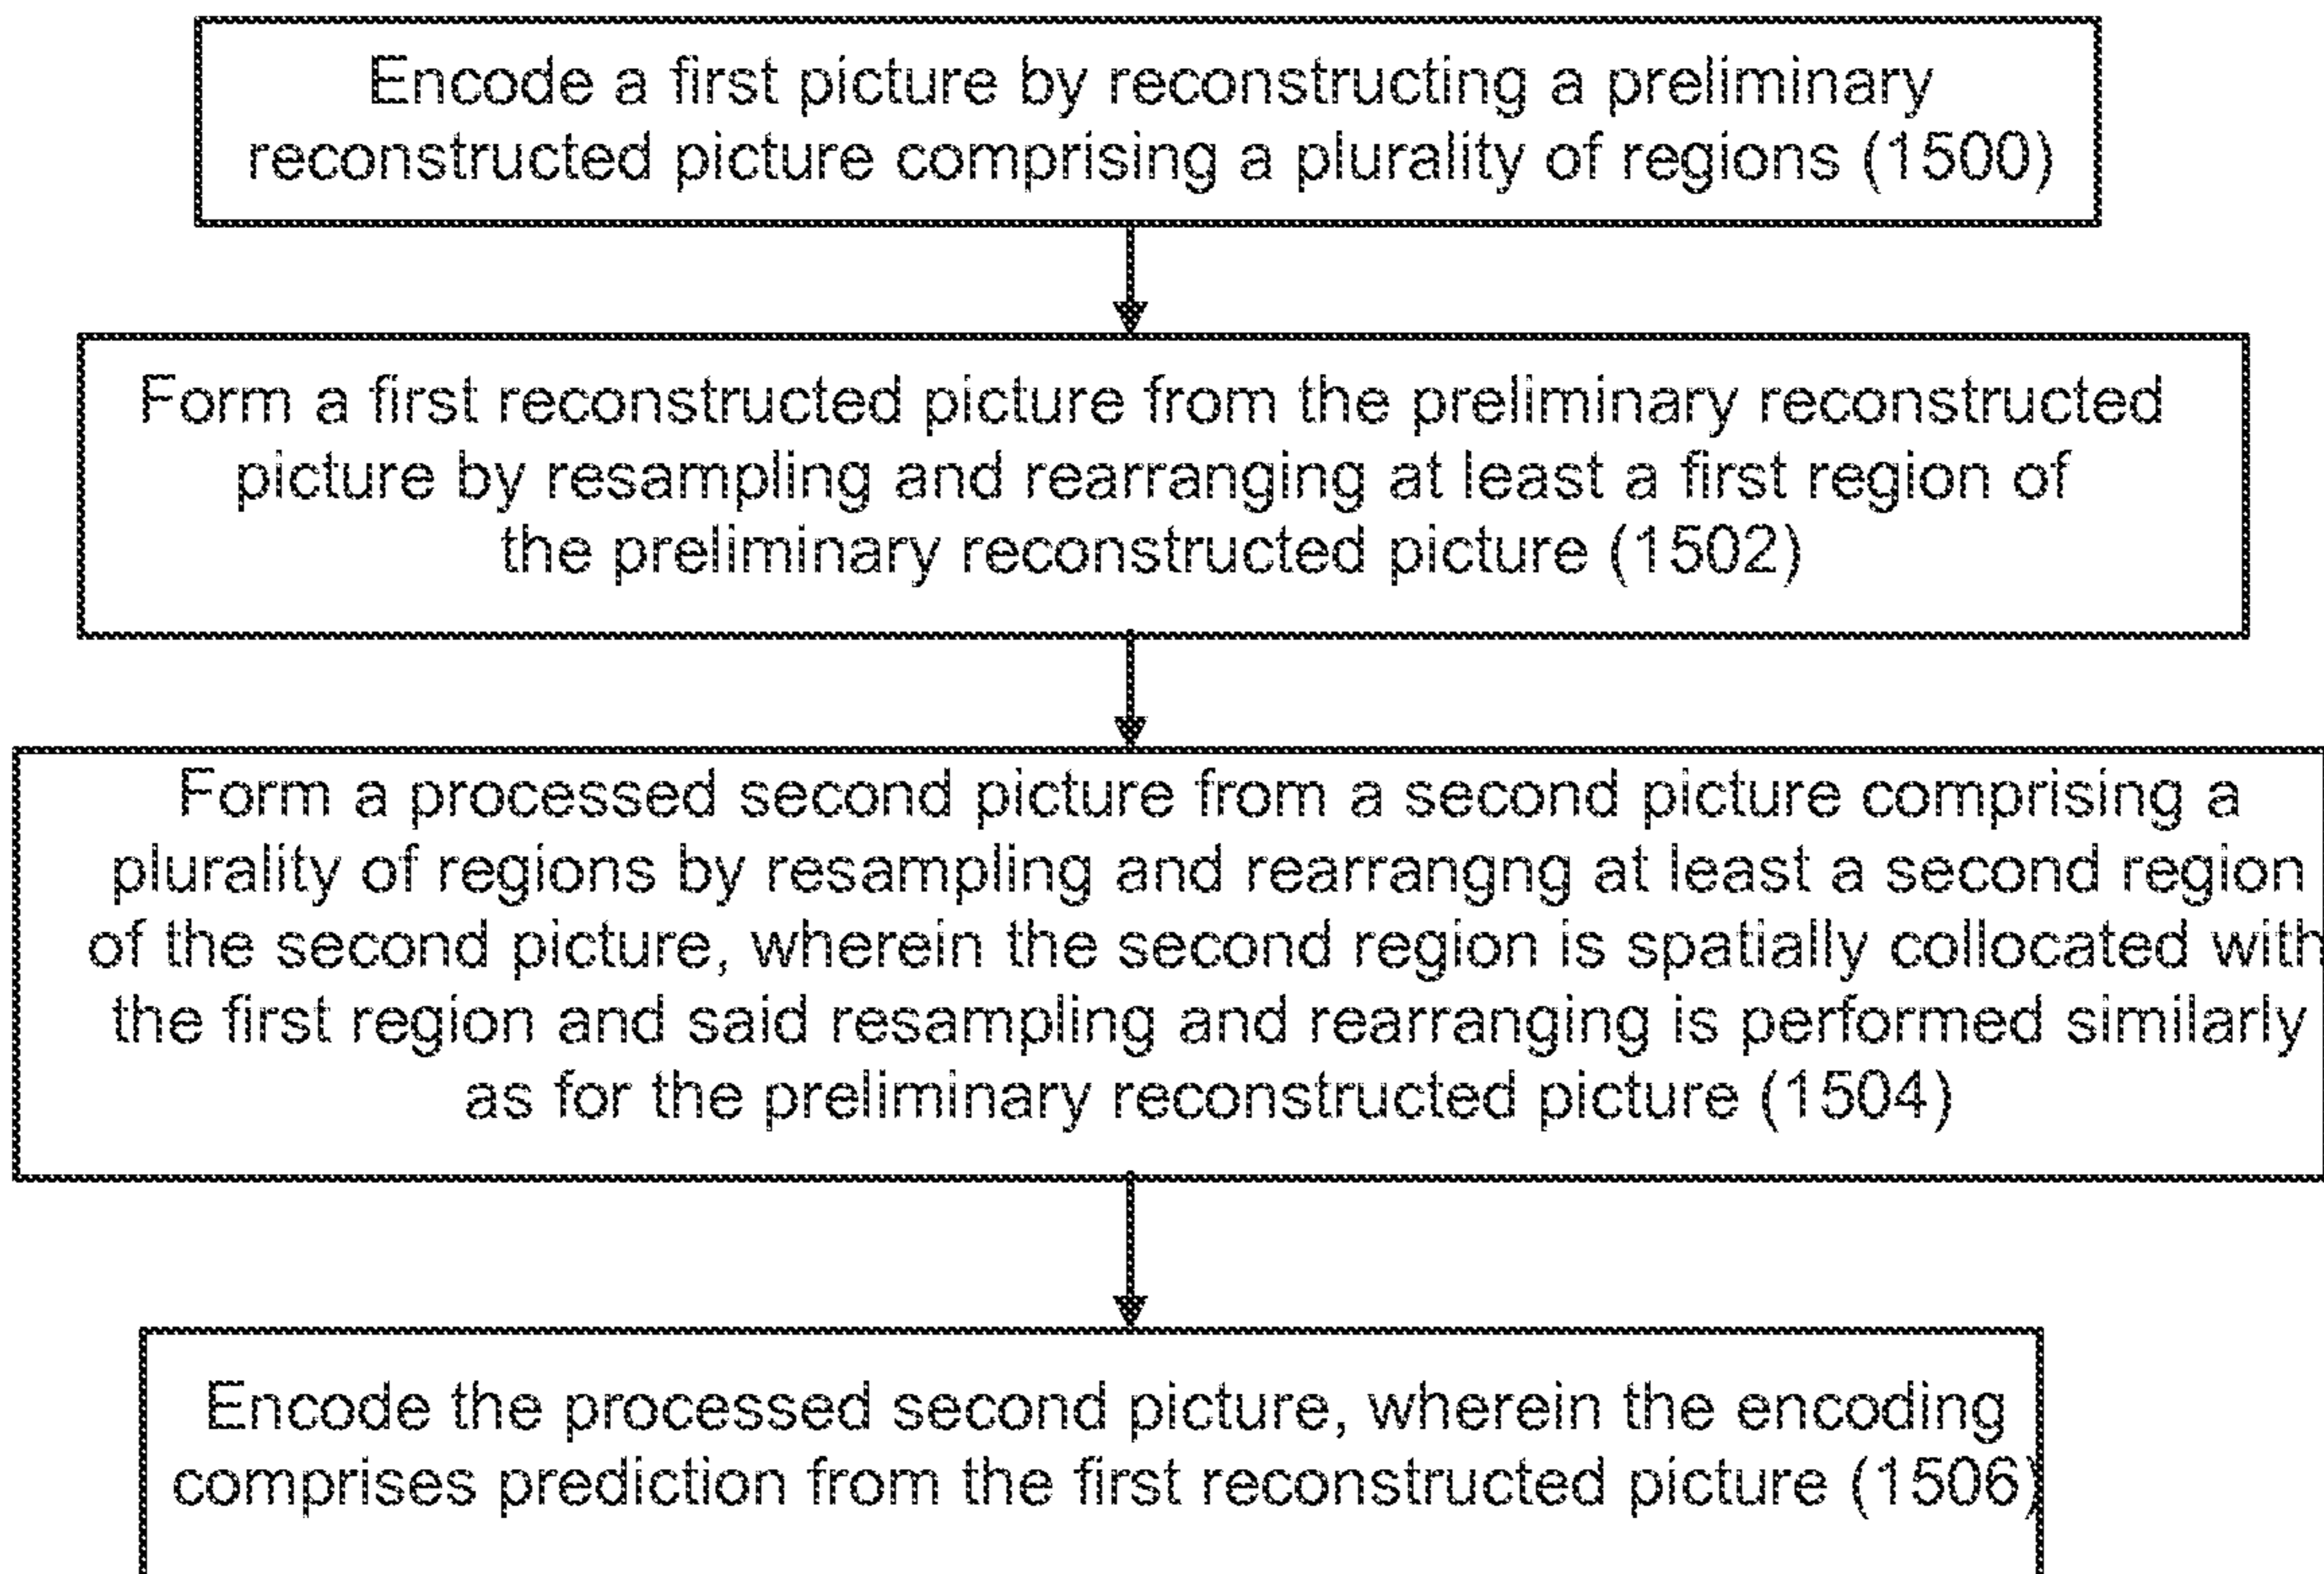 Encode a first picture by reconstructing a preliminary
reconstructed picture comprising a plurality of regions (1500)
Form a first reconstructed picture from the preliminary reconstructed
picture by resampling and rearranging at least a first region of
the preliminary reconstructed picture (1502)
Form a processed second picture from a second picture comprising a
plurality of regions by resampling and rearrangng at least a second region
of the second picture, wherein the second region is spatially collocated with
the first region and said resampling and rearranging is performed similarly
as for the preliminary reconstructed picture (1504)
Encode the processed second picture, wherein the encoding
comprises prediction from the first reconstructed picture (1506)